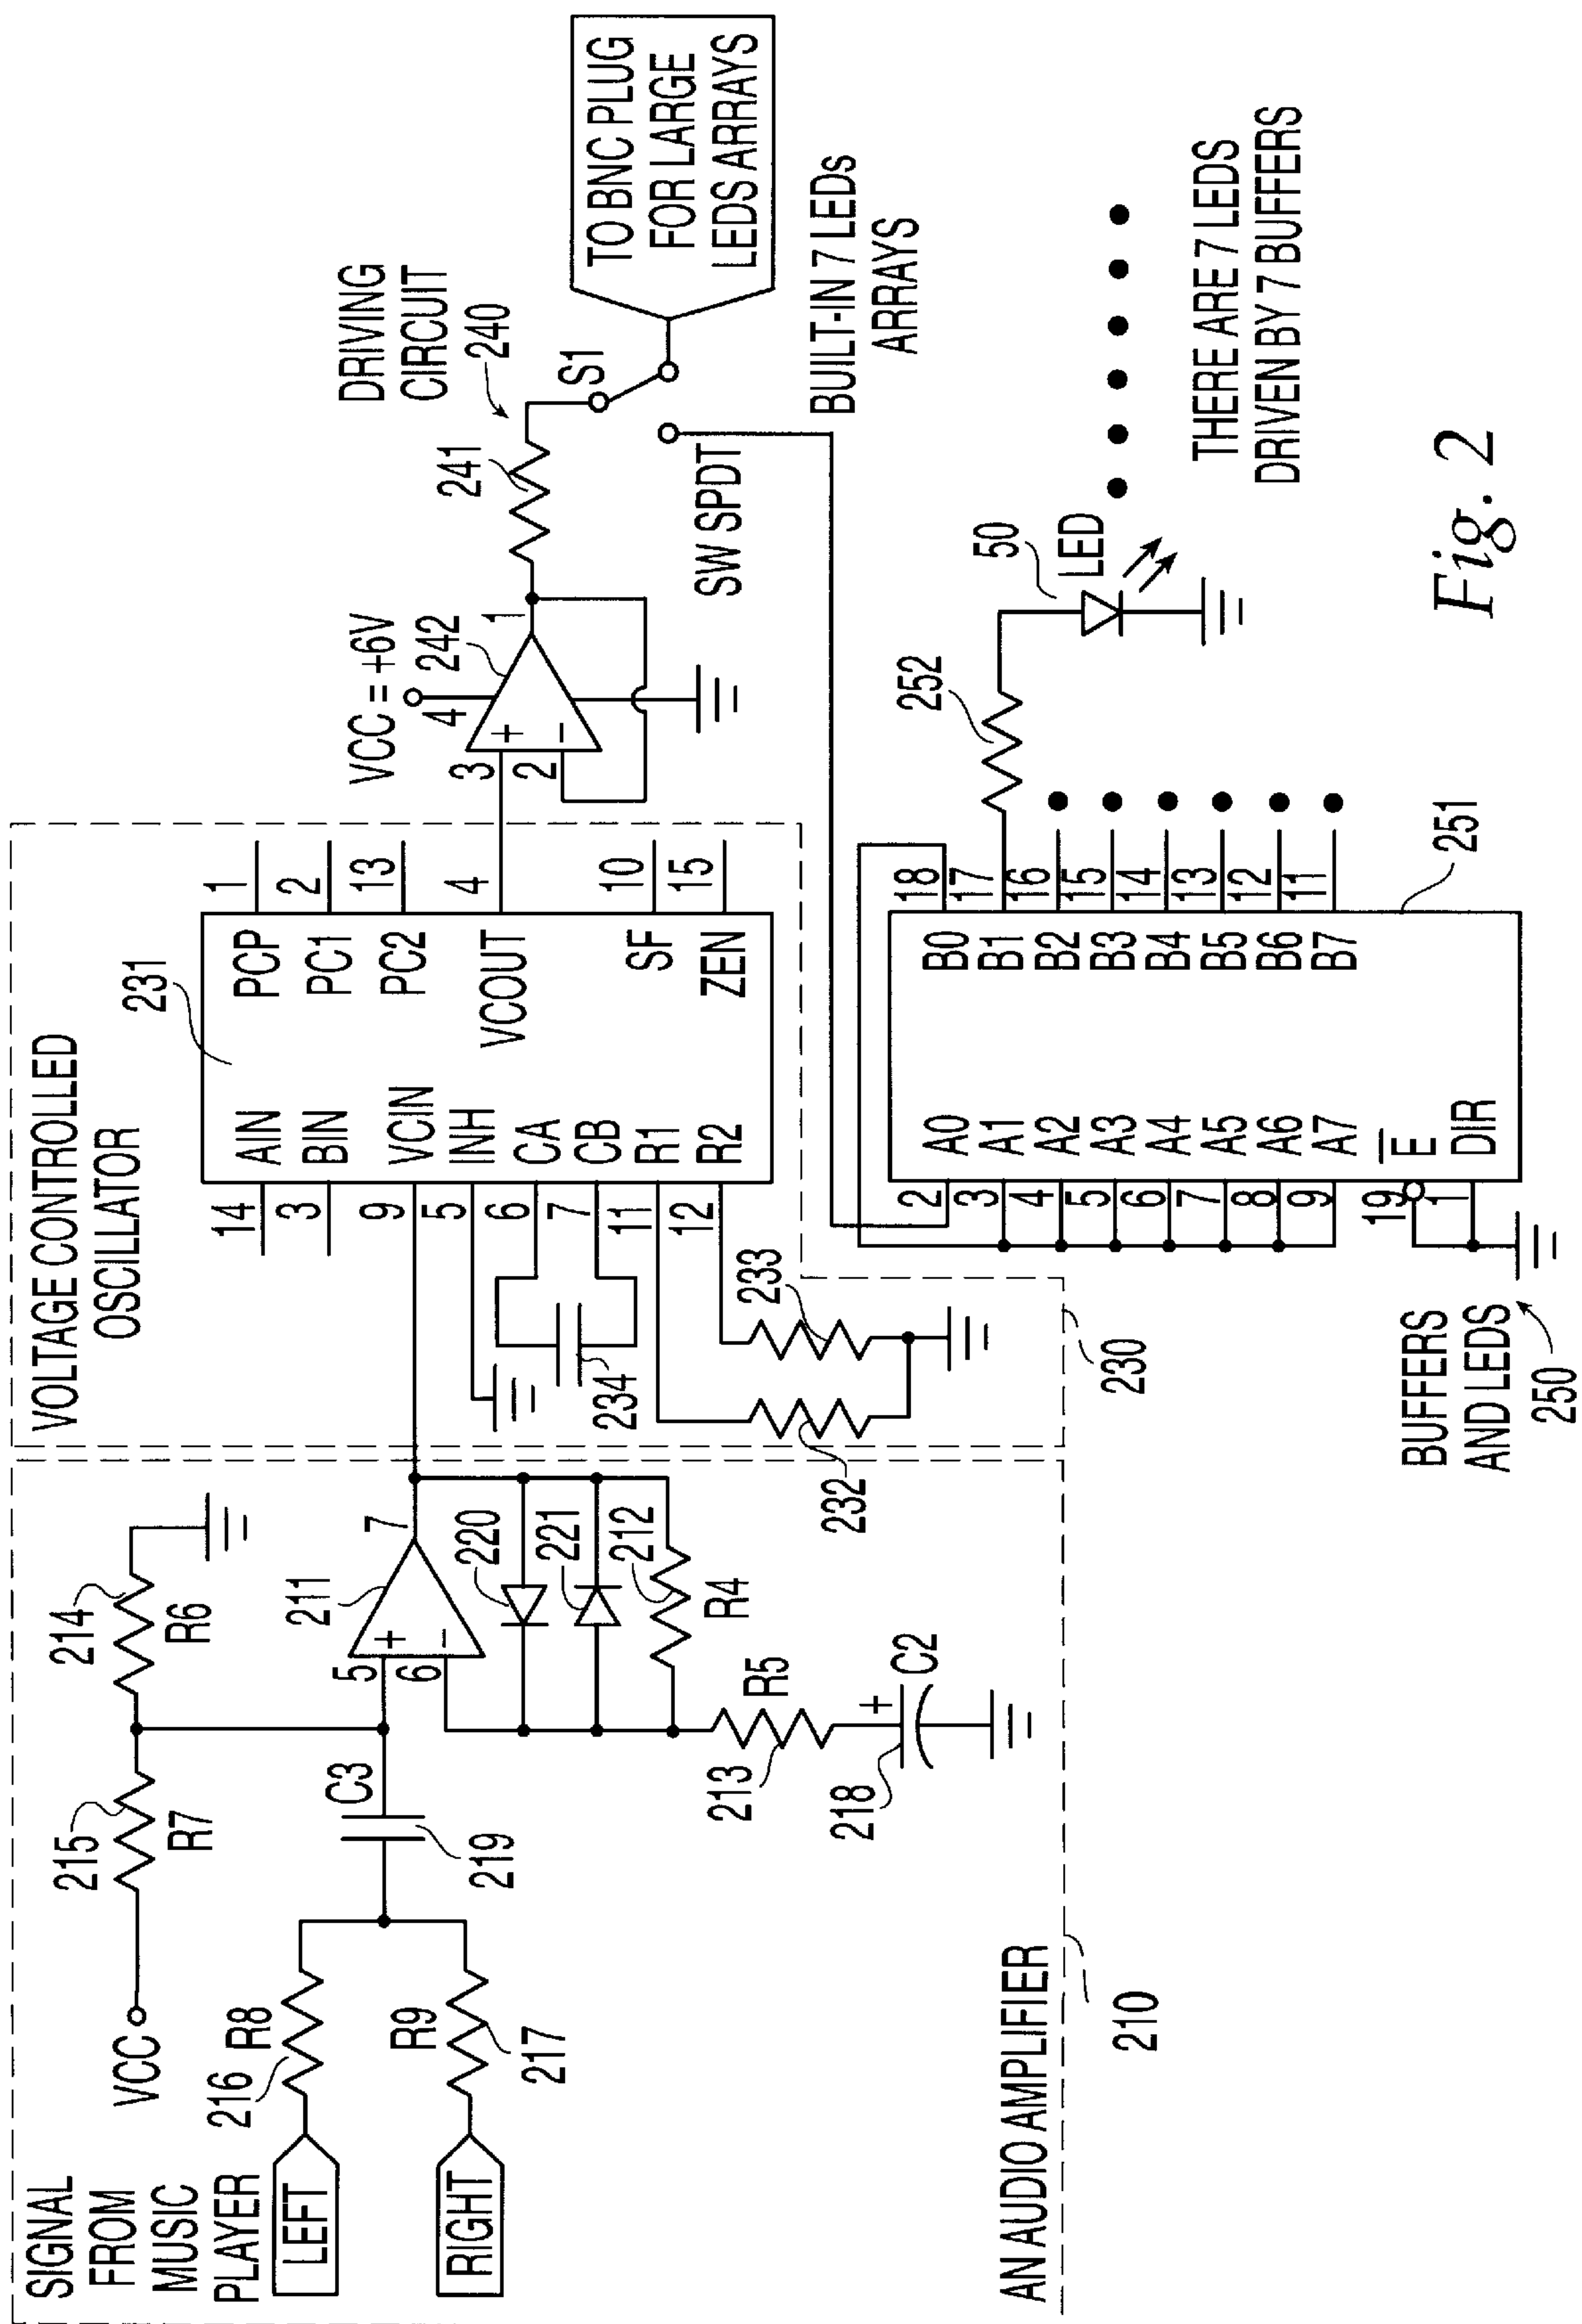 SIGNAL
FROM
MUSIC
PLAYER
LEFT
RIGHT
216
R8
R9
217
VCC
215
R7
214
R6
C3
219
5
6
+
-
211
7
220
221
212
R4
213
R5
218
+
C2
AN AUDIO AMPLIFIER
210
VOLTAGE CONTROLLED
OSCILLATOR
231
14
3
9
5
6
7
11
12
AIN
BIN
VCIN
INH
CA
CB
R1
R2
PCP
PC1
PC2
VCOUT
SF
ZEN
1
2
13
4
10
15
234
232
233
230
VCC = +6V
4
242
3
2
+
-
1
241
DRIVING
CIRCUIT
240
S1
SW SPDT
TO BNC PLUG
FOR LARGE
LEDS ARRAYS
BUILT-IN 7 LEDs
ARRAYS
2
3
4
5
6
7
8
9
19
1
A0
A1
A2
A3
A4
A5
A6
A7
E
DIR
B0
B1
B2
B3
B4
B5
B6
B7
18
17
16
15
14
13
12
11
251
252
50
LED
THERE ARE 7 LEDS
DRIVEN BY 7 BUFFERS
BUFFERS
AND LEDS
250
Fig. 2